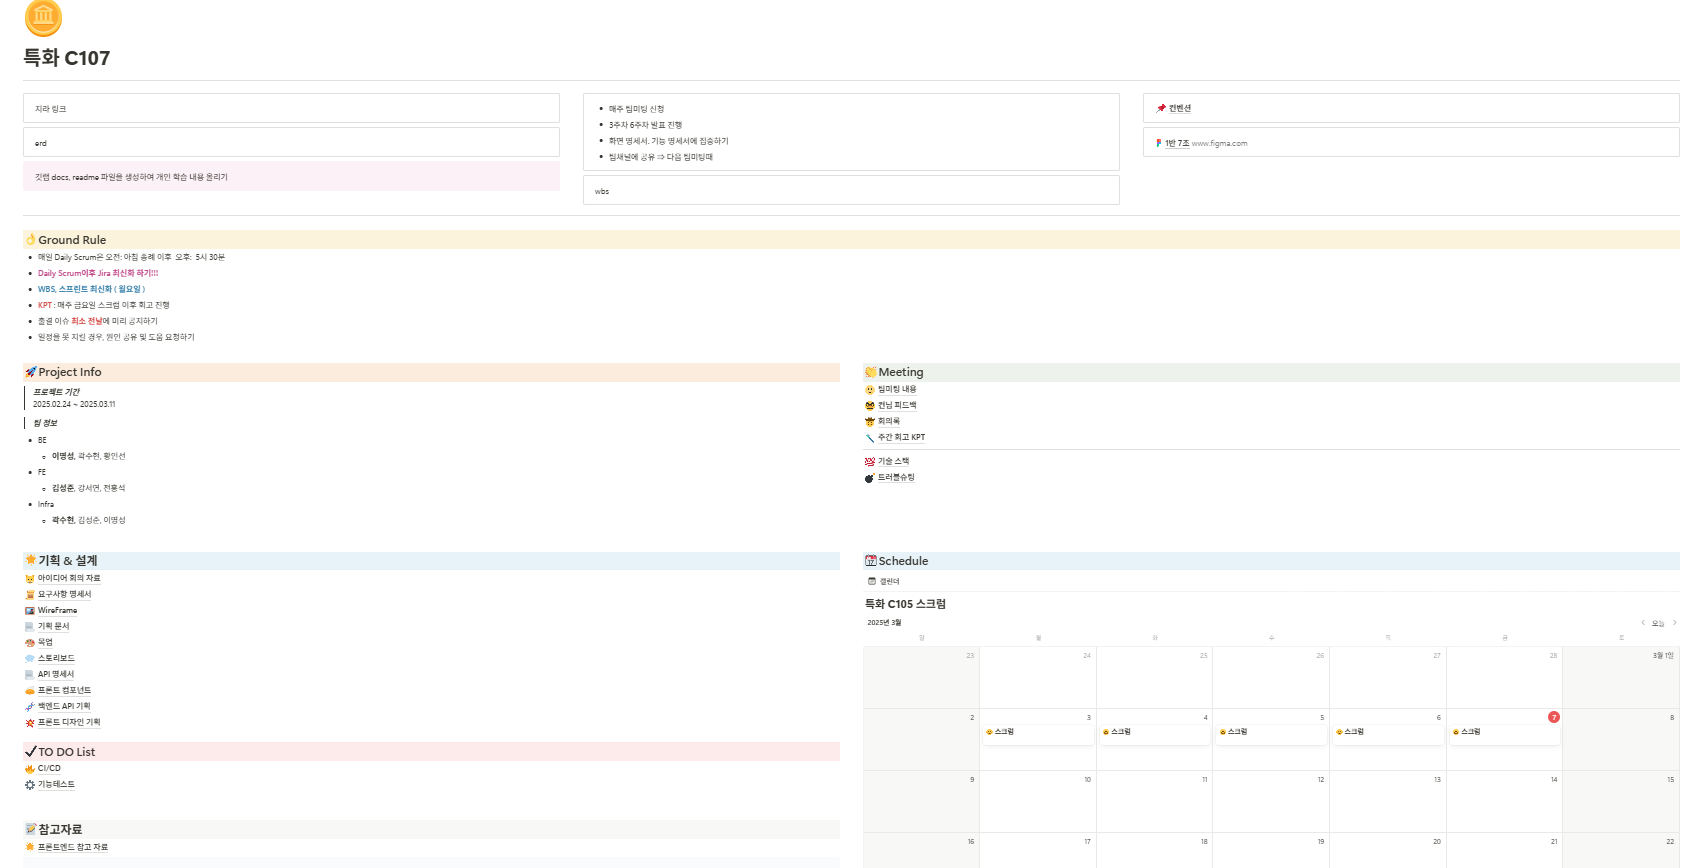 특화 C107
지라 링크
erd
깃랩 docs, readme 파일을 생성하여 개인 학습 내용 올리기
매주 팀미팅 신청
3주차 6주차 발표 진행
화면 명세서, 기능 명세서에 집중하기
팀채널에 공유 ⇒ 다음 팀미팅때
wbs
컨벤션
1반 7조 www.figma.com
Ground Rule
매일 Daily Scrum은 오전: 아침 종례 이후 오후: 5시 30분
Daily Scrum이후 Jira 최신화 하기!!!
WBS, 스프린트 최신화 ( 월요일 )
KPT : 매주 금요일 스크럼 이후 회고 진행
출결 이슈 최소 전날에 미리 공지하기
일정을 못 지킬 경우, 원인 공유 및 도움 요청하기
Project Info
프로젝트 기간
2025.02.24 ~ 2025.03.11
팀 정보
BE
이명성, 곽수현, 황인선
FE
김성준, 강서연, 전홍석
Infra
곽수현, 김성준, 이명성
Meeting
팀미팅 내용
컨님 피드백
회의록
주간 회고 KPT
기술 스택
트러블슈팅
기획 & 설계
아이디어 회의 자료
요구사항 명세서
WireFrame
기획 문서
목업
스토리보드
API 명세서
프론트 컴포넌트
백엔드 API 기획
프론트 디자인 기획
TO DO List
CI/CD
기능테스트
참고자료
프론트엔드 참고 자료
Schedule
캘린더
특화 C105 스크럼
2025년 3월 오늘
일 월 화 수 목 금 토
23 24 25 26 27 28 3월 1일
2 3 4 5 6 7 8
스크럼 스크럼 스크럼 스크럼 스크럼
9 10 11 12 13 14 15
16 17 18 19 20 21 22